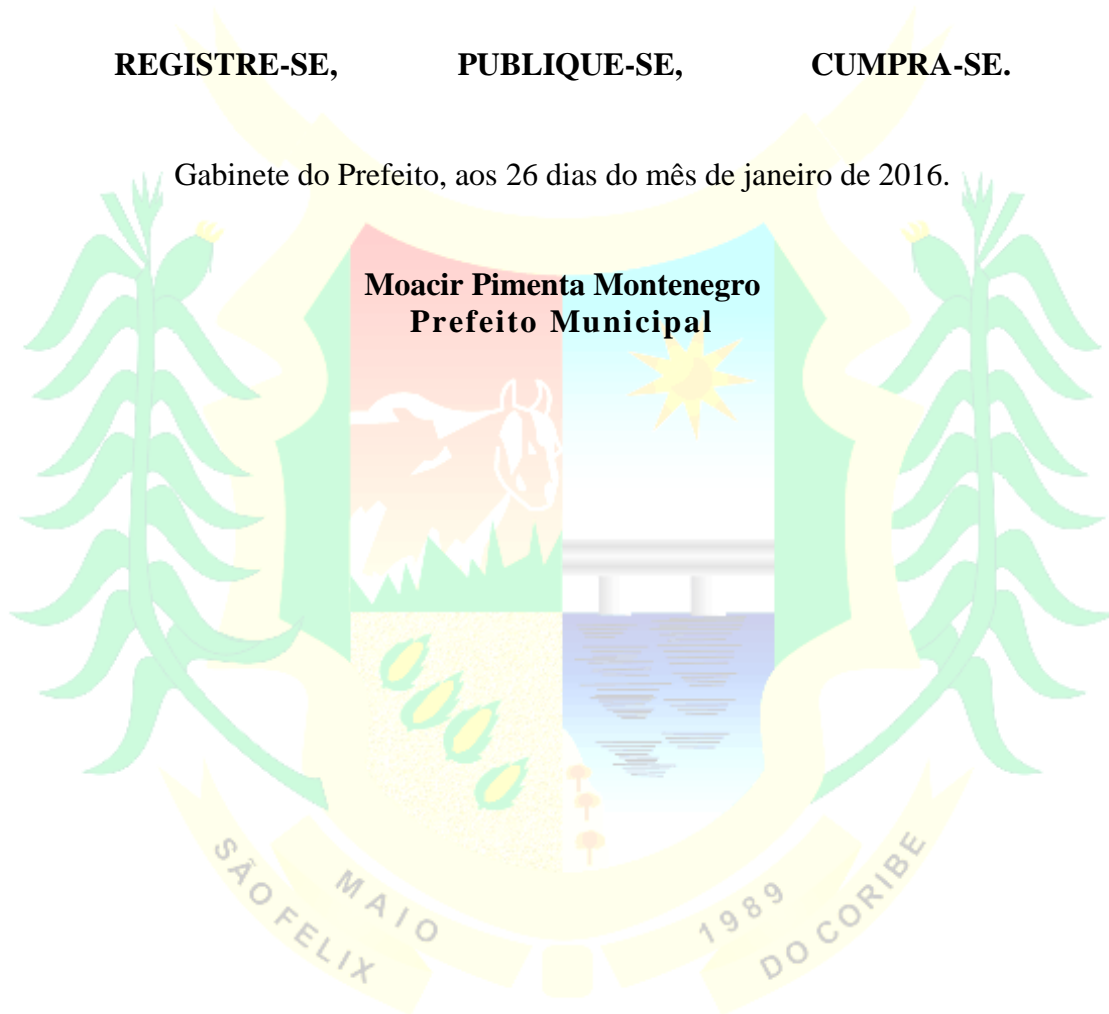 REGISTRE-SE, PUBLIQUE-SE, CUMPRA-SE.
Gabinete do Prefeito, aos 26 dias do mês de janeiro de 2016.
Moacir Pimenta Montenegro
Prefeito Municipal
SÃO FELIX
MAIO
1989
DO CORIBE